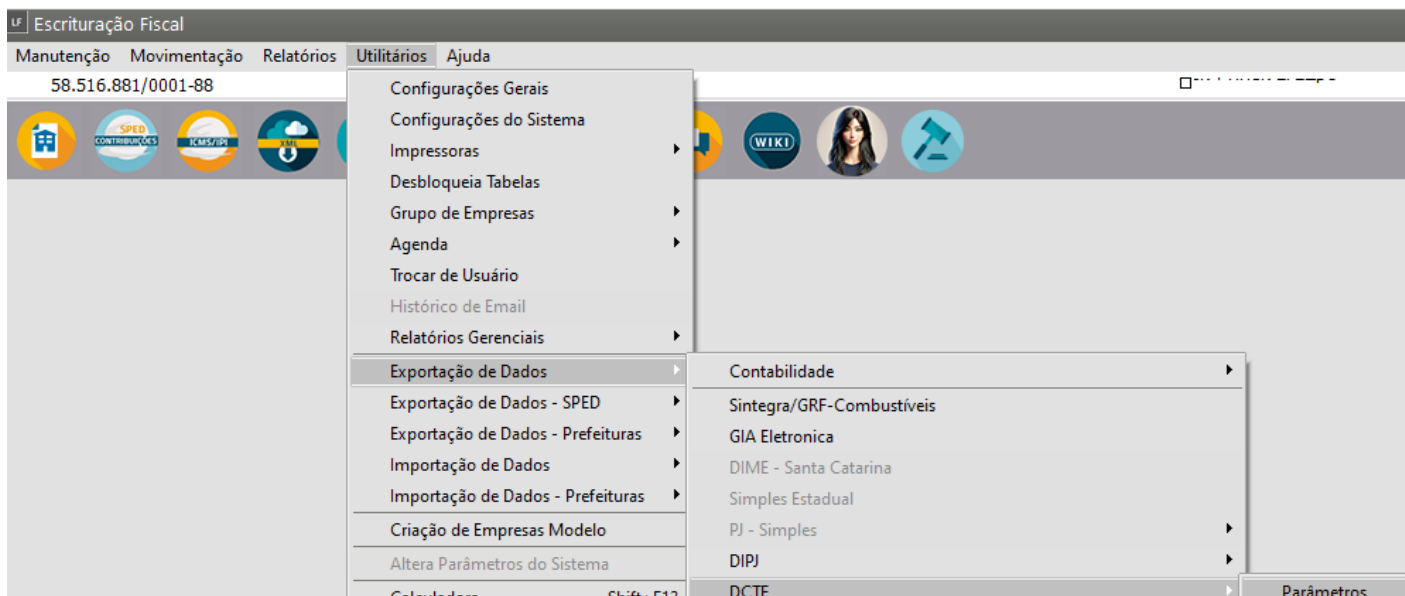 LF Escrituração Fiscal
Manutenção Movimentação Relatórios Utilitários Ajuda
58.516.881/0001-88
SPED CONTRIBUIÇÕES
ICMS/IPI
XML
WIKI
Configurações Gerais
Configurações do Sistema
Impressoras
Desbloqueia Tabelas
Grupo de Empresas
Agenda
Trocar de Usuário
Histórico de Email
Relatórios Gerenciais
Exportação de Dados
Exportação de Dados - SPED
Exportação de Dados - Prefeituras
Importação de Dados
Importação de Dados - Prefeituras
Criação de Empresas Modelo
Altera Parâmetros do Sistema
Calculadora Shift+F12
Contabilidade
Sintegra/GRF-Combustíveis
GIA Eletronica
DIME - Santa Catarina
Simples Estadual
PJ - Simples
DIPJ
DCTF
Parâmetros